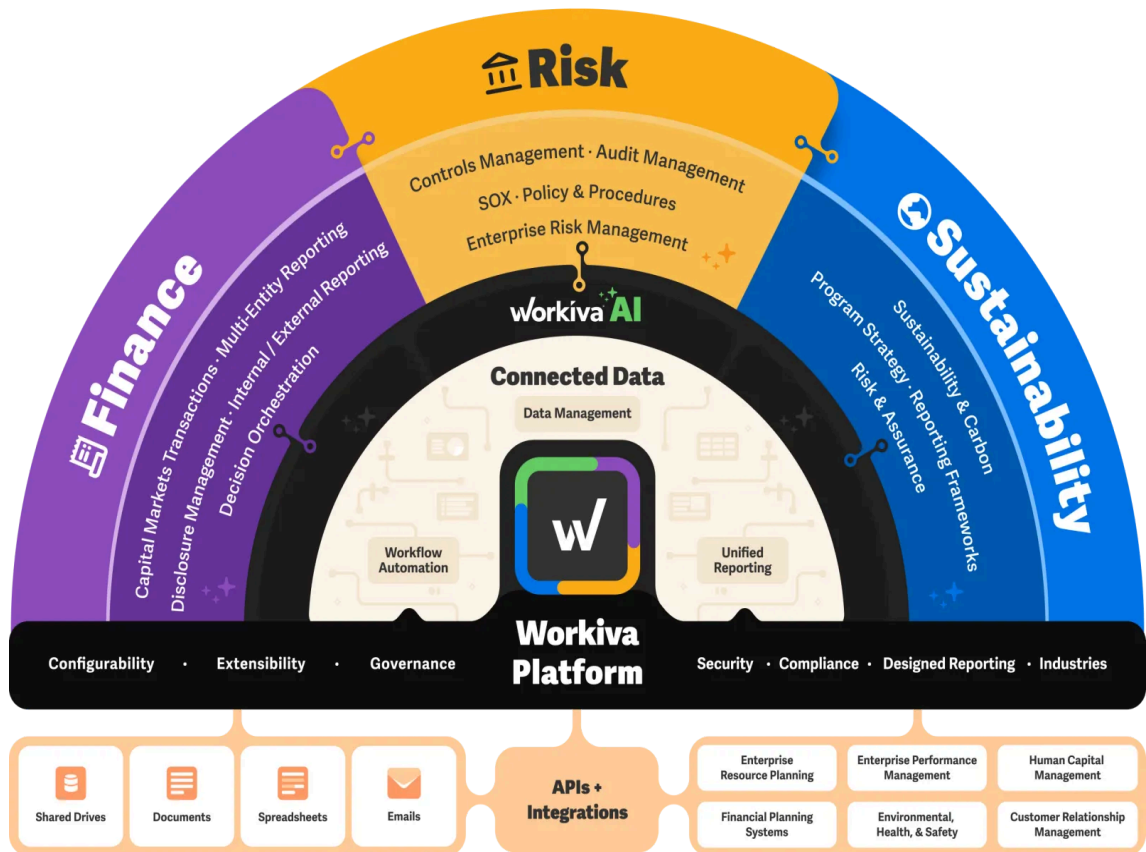 Risk
Controls Management · Audit Management
SOX · Policy & Procedures
Enterprise Risk Management
Finance
Capital Markets Transactions · Multi-Entity Reporting
Disclosure Management · Internal / External Reporting
Decision Orchestration
Sustainability
Sustainability & Carbon
Program Strategy · Reporting Frameworks
Risk & Assurance
workiva AI
Connected Data
Data Management
Workflow
Automation
W
Unified
Reporting
Workiva
Platform
Configurability · Extensibility · Governance
Security · Compliance · Designed Reporting · Industries
Shared Drives
Documents
Spreadsheets
Emails
APIs +
Integrations
Enterprise
Resource Planning
Enterprise Performance
Management
Human Capital
Management
Financial Planning
Systems
Environmental,
Health, & Safety
Customer Relationship
Management